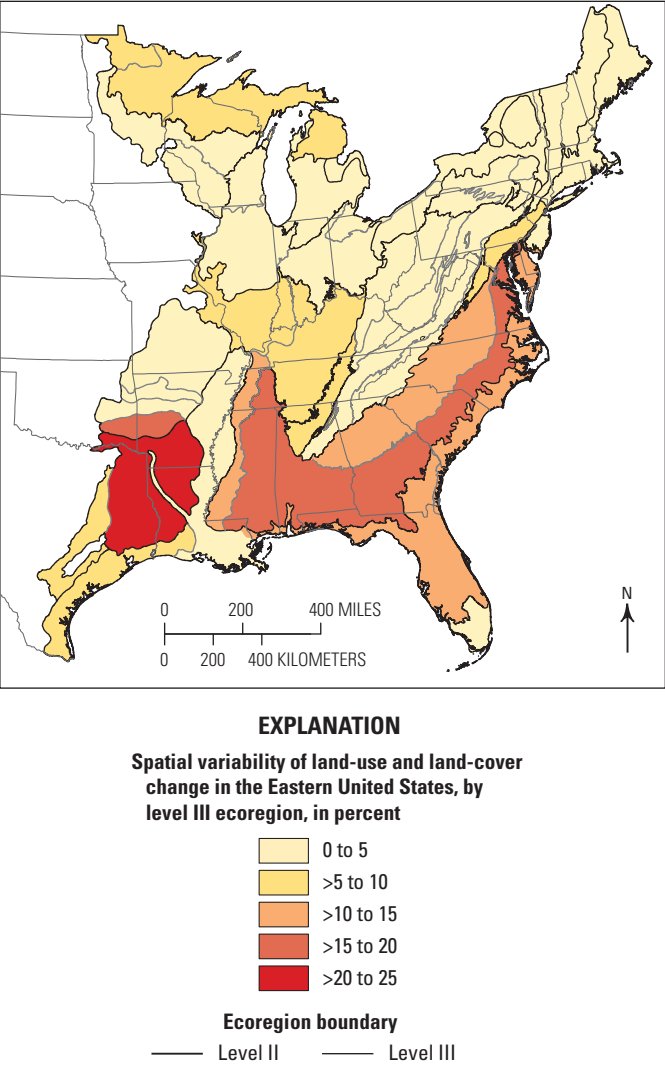 N
0 200 400 MILES
0 200 400 KILOMETERS
EXPLANATION
Spatial variability of land-use and land-cover
change in the Eastern United States, by
level III ecoregion, in percent
0 to 5
>5 to 10
>10 to 15
>15 to 20
>20 to 25
Ecoregion boundary
Level II Level III